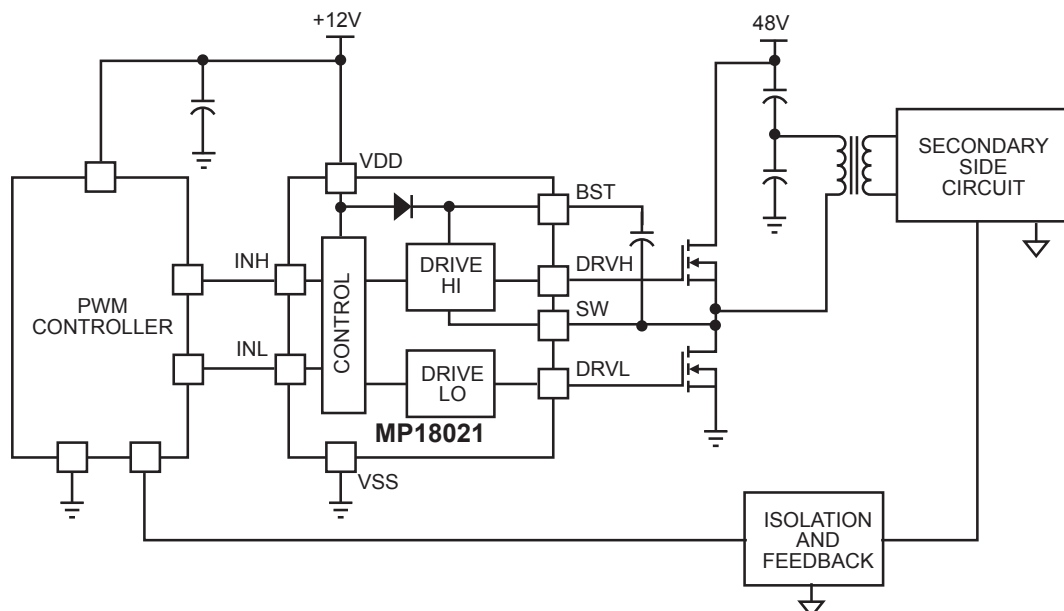 +12V
48V
VDD
BST
SECONDARY
SIDE
CIRCUIT
INH
DRIVE
HI
DRVH
PWM
CONTROLLER
CONTROL
SW
INL
DRIVE
LO
DRVL
MP18021
VSS
ISOLATION
AND
FEEDBACK